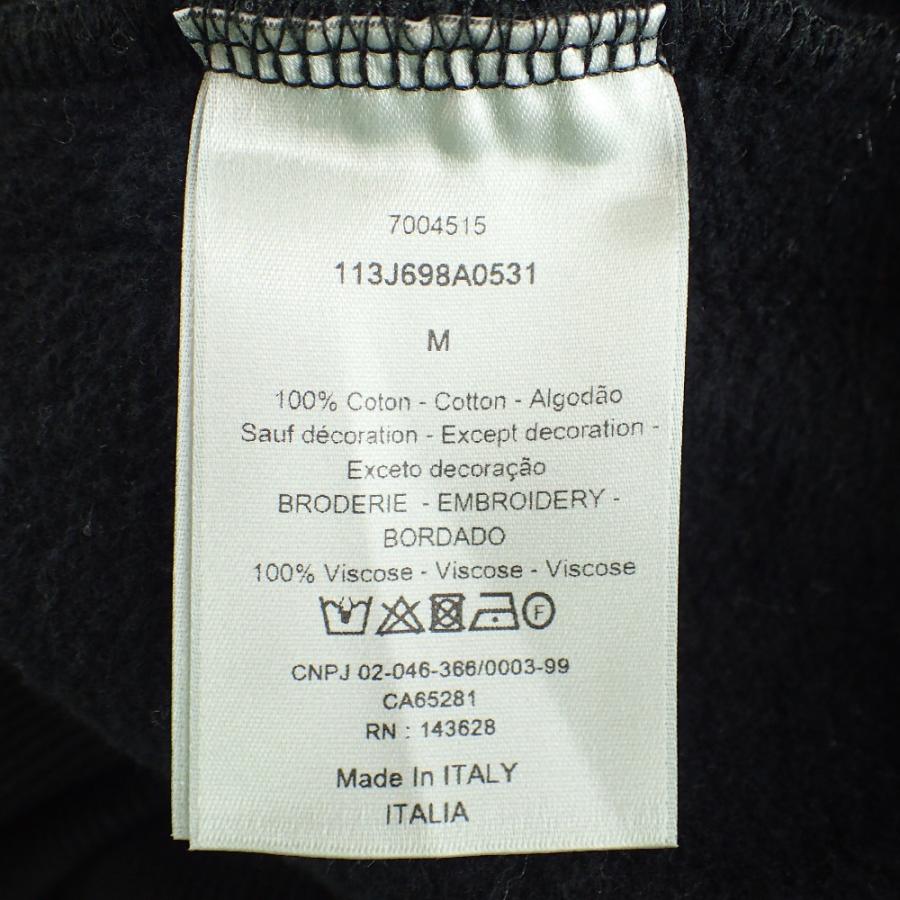 7004515
113J698A0531
M
100% Coton - Cotton - Algodão
Sauf décoration - Except decoration -
Exceto decoração
BRODERIE - EMBROIDERY -
BORDADO
100% Viscose - Viscose - Viscose
F
CNPJ 02-046-366/0003-99
CA65281
RN : 143628
Made In ITALY
ITALIA